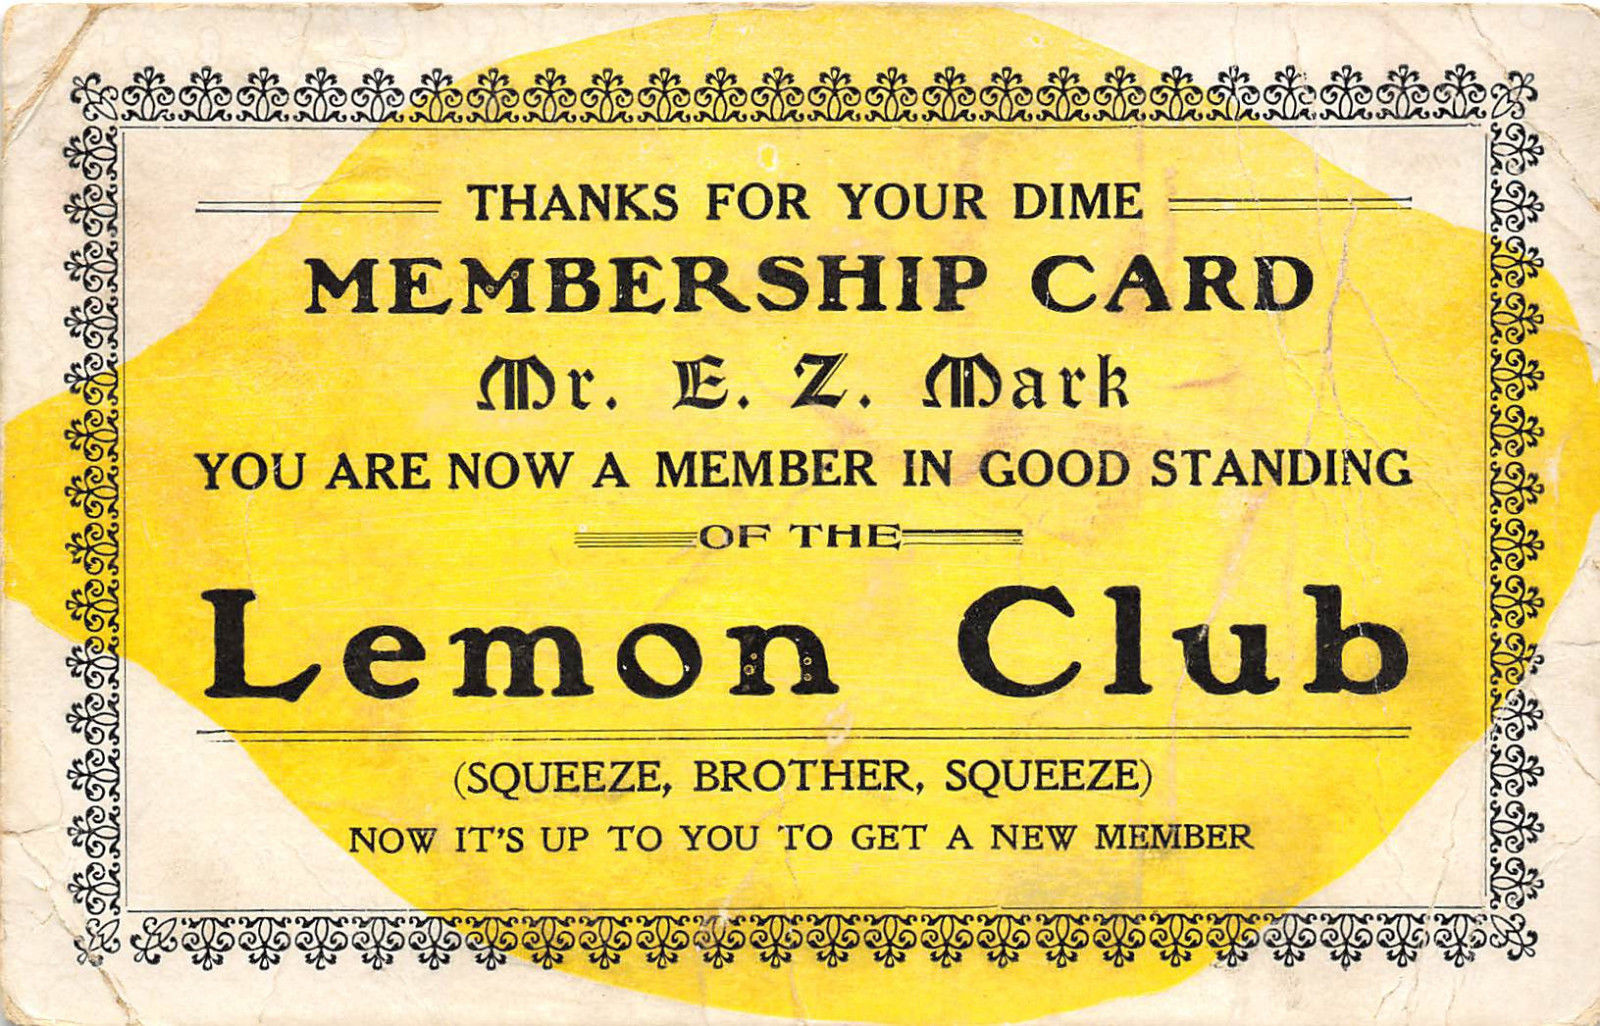 THANKS FOR YOUR DIME
MEMBERSHIP CARD
Mr. E. Z. Mark
YOU ARE NOW A MEMBER IN GOOD STANDING
OF THE
Lemon Club
(SQUEEZE, BROTHER, SQUEEZE)
NOW IT'S UP TO YOU TO GET A NEW MEMBER